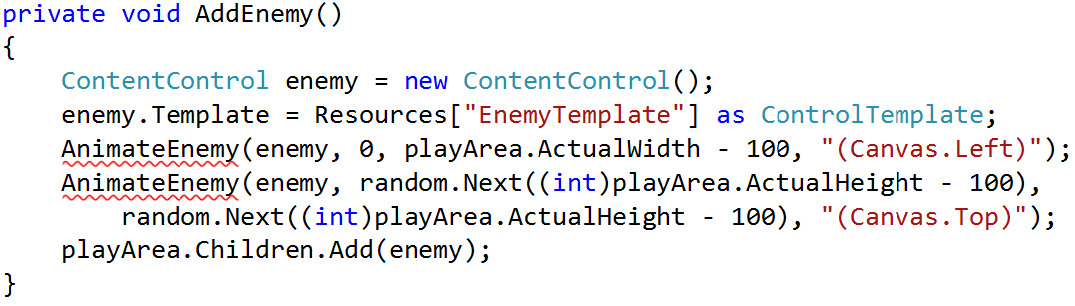 private void AddEnemy()
{
    ContentControl enemy = new ContentControl();
    enemy.Template = Resources["EnemyTemplate"] as ControlTemplate;
    AnimateEnemy(enemy, 0, playArea.ActualWidth - 100, "(Canvas.Left)");
    AnimateEnemy(enemy, random.Next((int)playArea.ActualHeight - 100),
        random.Next((int)playArea.ActualHeight - 100), "(Canvas.Top)");
    playArea.Children.Add(enemy);
}